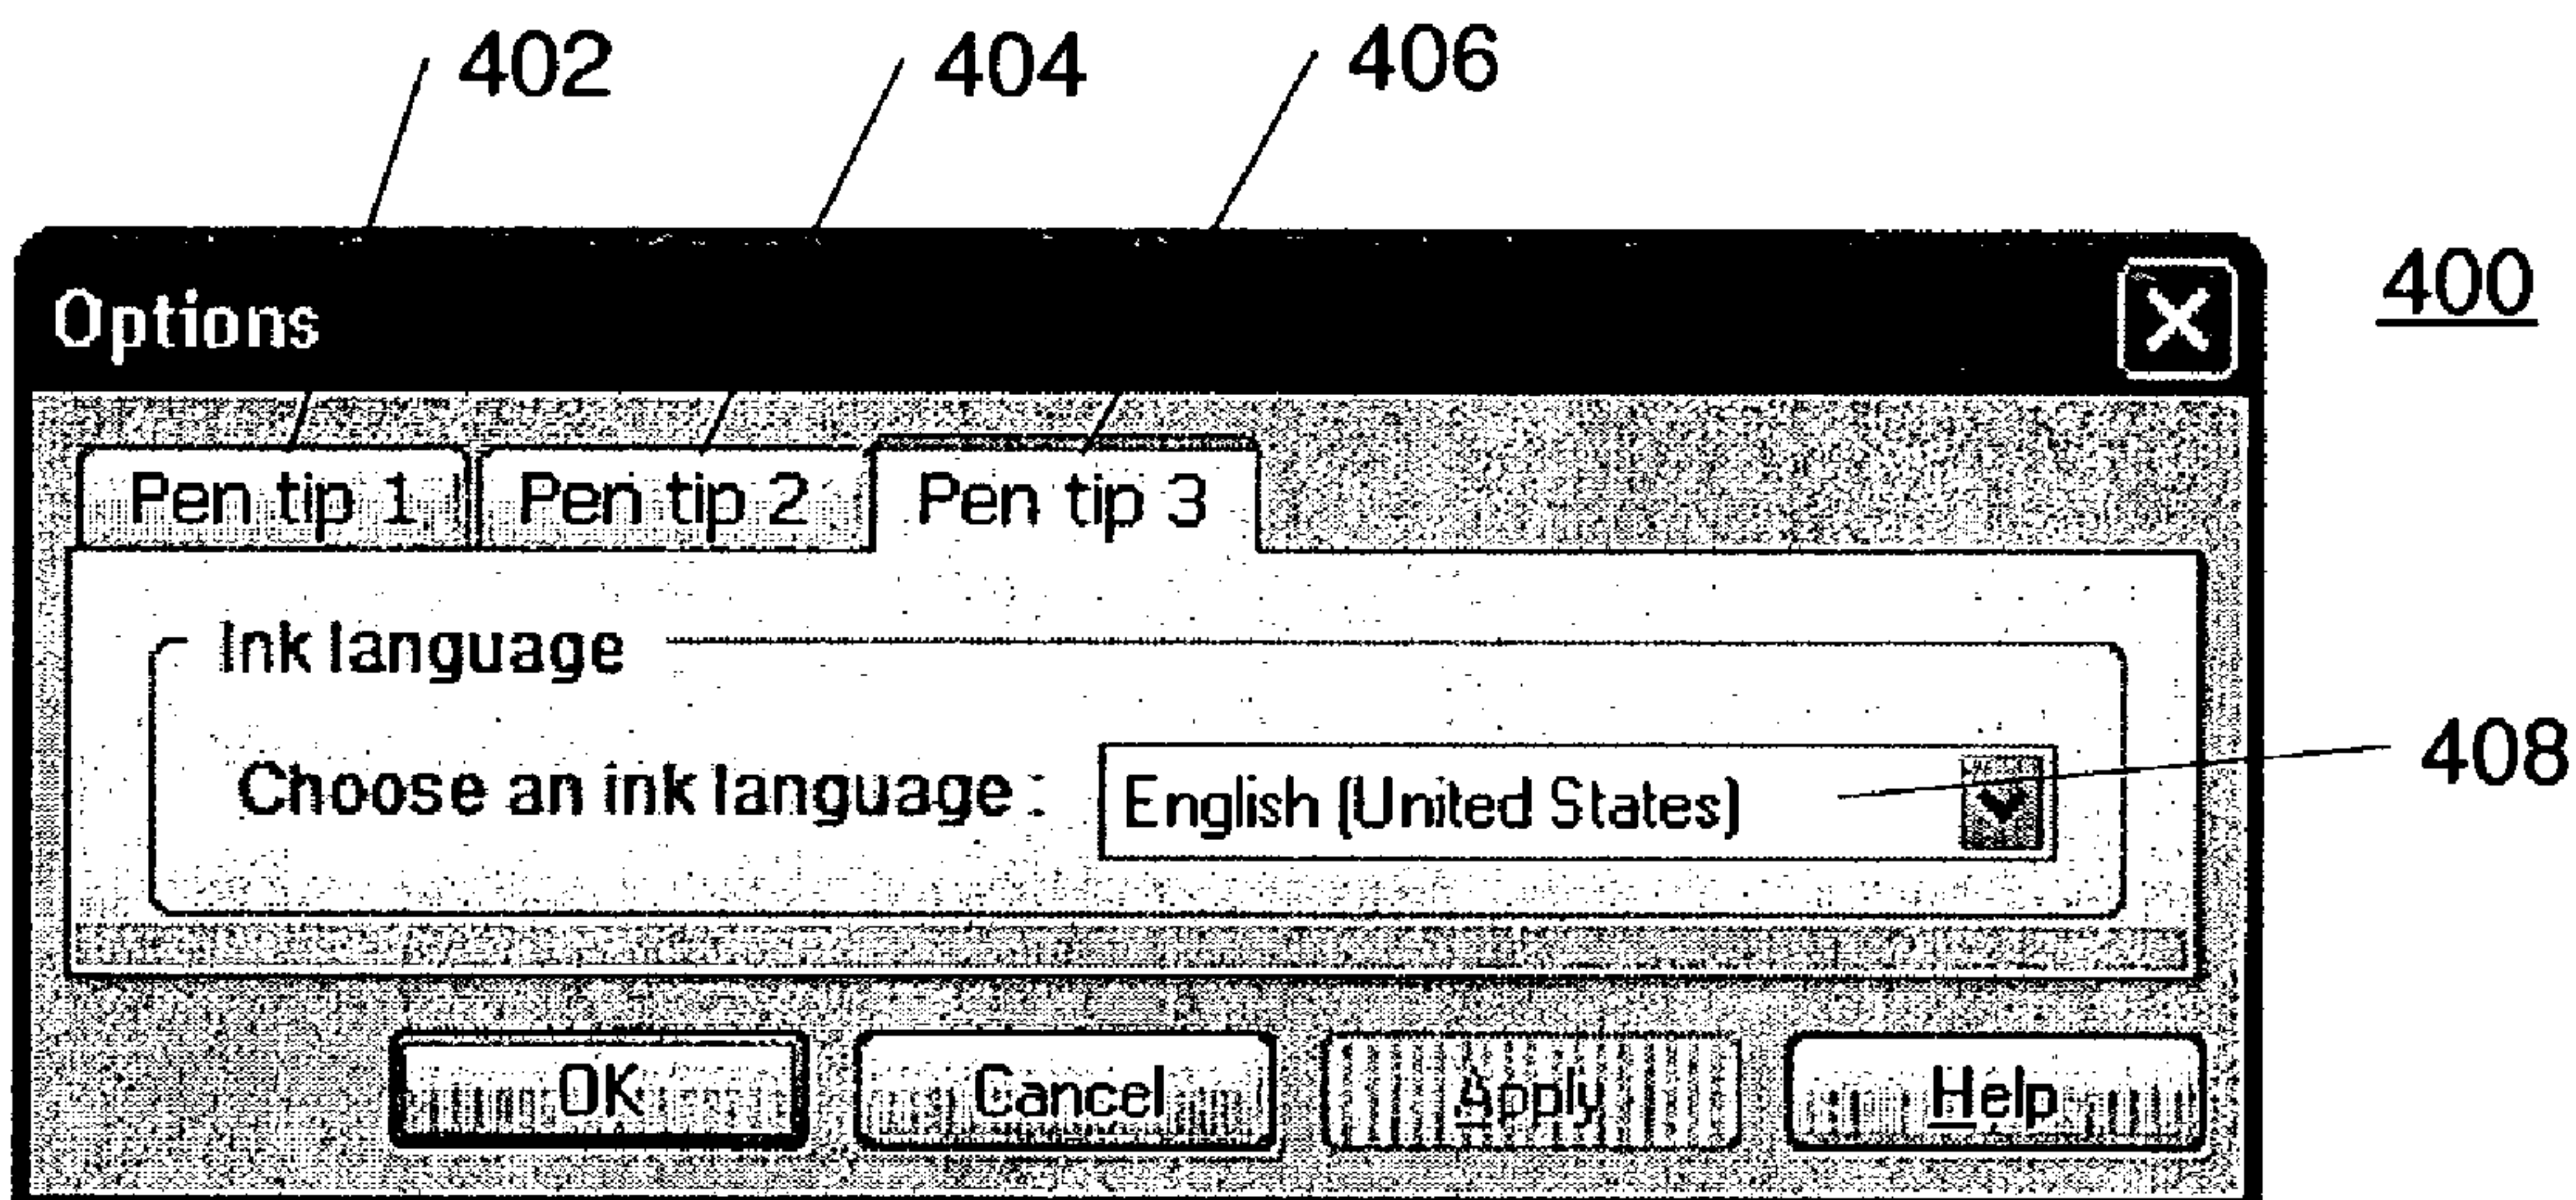 402 404 406
400
Options
Pen tip 1 Pen tip 2 Pen tip 3
Ink language
Choose an ink language: English (United States)
408
OK Cancel Apply Help